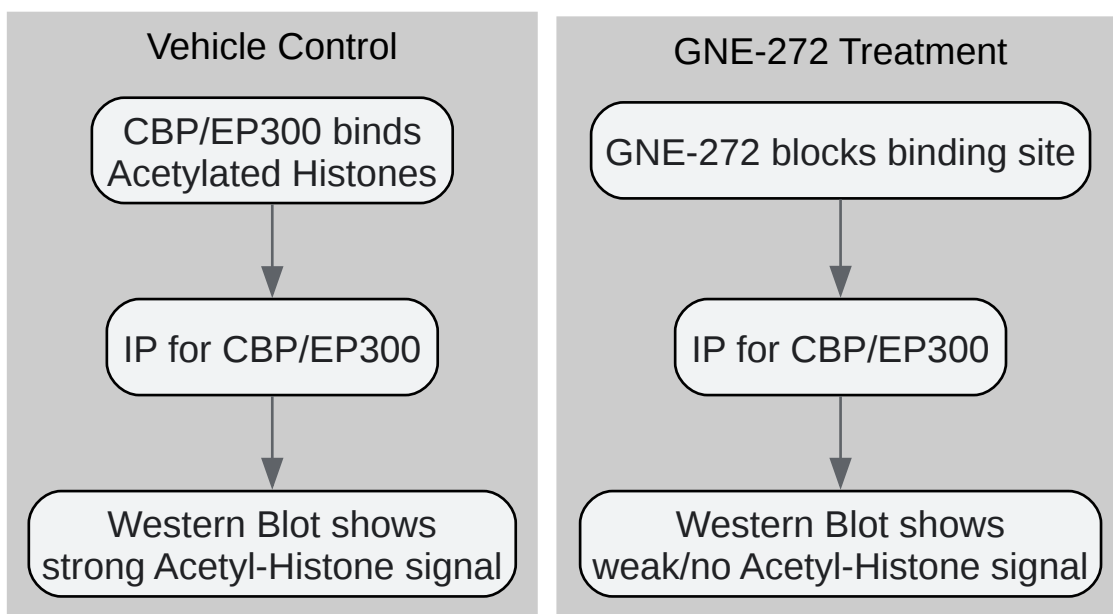 Vehicle Control
CBP/EP300 binds
Acetylated Histones
IP for CBP/EP300
Western Blot shows
strong Acetyl-Histone signal
GNE-272 Treatment
GNE-272 blocks binding site
IP for CBP/EP300
Western Blot shows
weak/no Acetyl-Histone signal